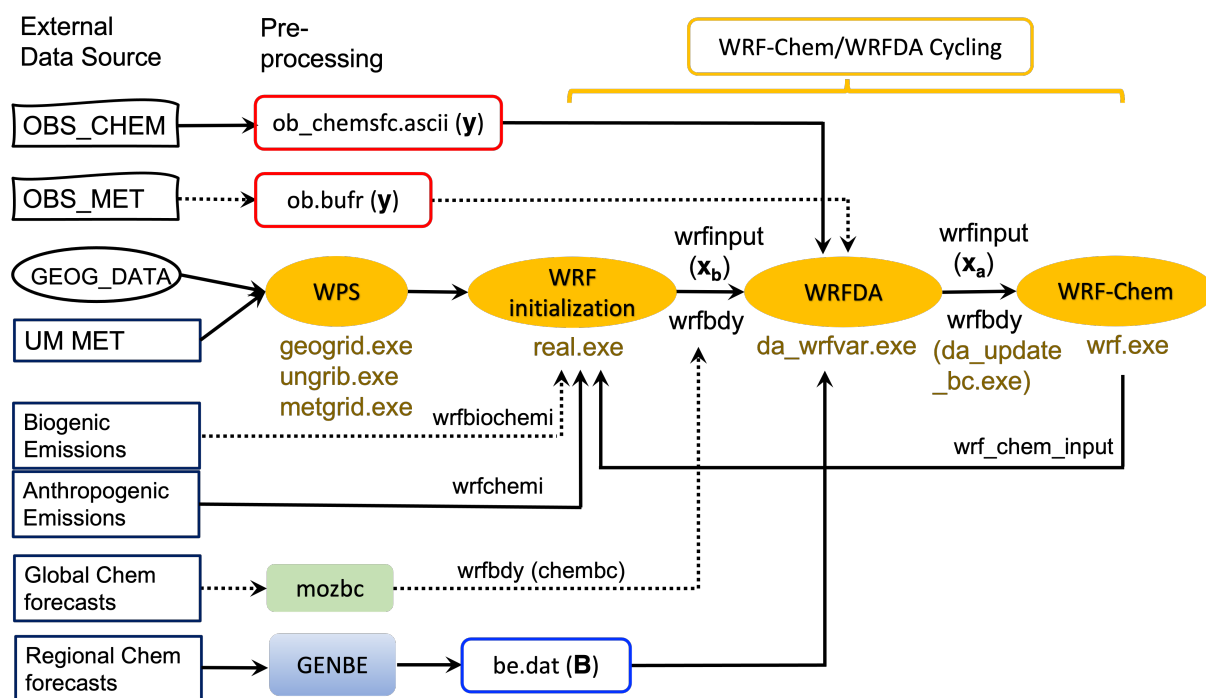 External
Data Source
Pre-
processing
WRF-Chem/WRFDA Cycling
OBS_CHEM
ob_chemsfc.ascii (y)
OBS_MET
ob.bufr (y)
GEOG_DATA
UM MET
WPS
geogrid.exe
ungrib.exe
metgrid.exe
WRF
initialization
real.exe
wrfinput
(xb)
wrfbdy
WRFDA
da_wrfvar.exe
wrfinput
(xa)
wrfbdy
(da_update
_bc.exe)
WRF-Chem
wrf.exe
Biogenic
Emissions
wrfbiochemi
wrf_chem_input
Anthropogenic
Emissions
wrfchemi
Global Chem
forecasts
mozbc
wrfbdy (chembc)
Regional Chem
forecasts
GENBE
be.dat (B)